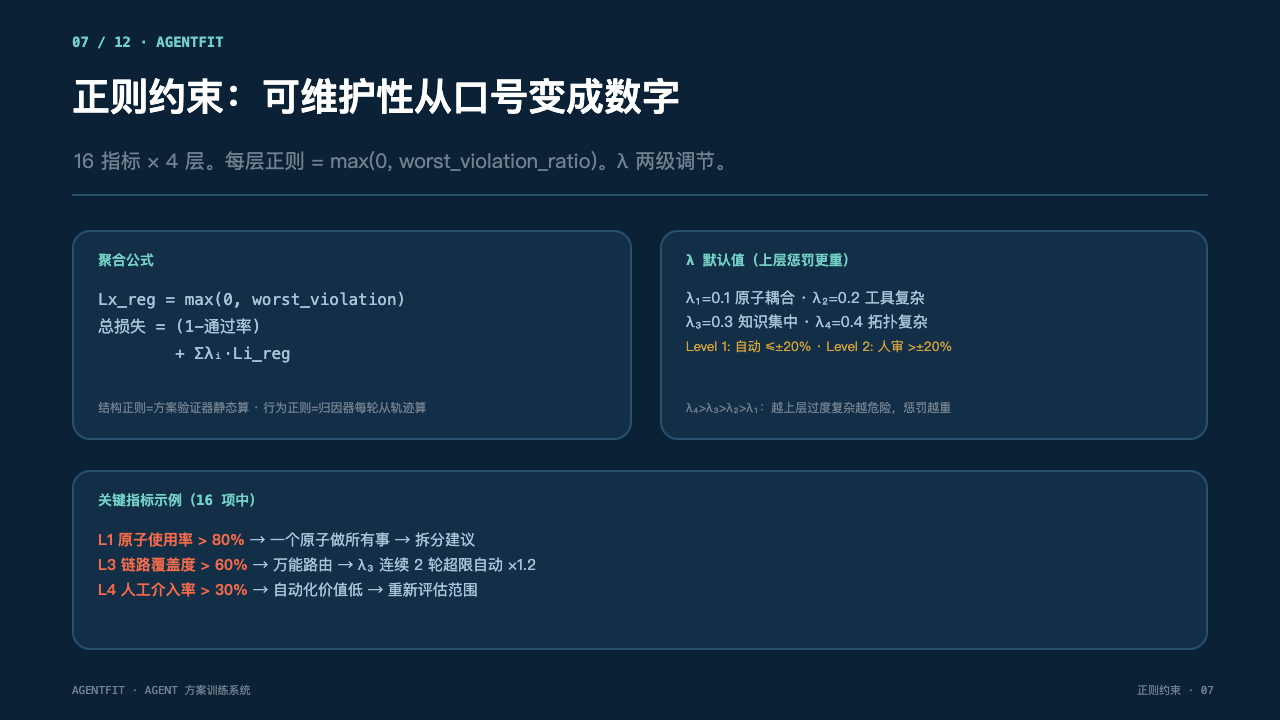 07 / 12 · AGENTFIT
正则约束：可维护性从口号变成数字
16 指标 × 4 层。每层正则 = max(0, worst_violation_ratio)。λ 两级调节。
聚合公式
Lx_reg = max(0, worst_violation)
总损失 = (1−通过率)
+ Σλᵢ·Li_reg
结构正则=方案验证器静态算 · 行为正则=归因器每轮从轨迹算
λ 默认值（上层惩罚更重）
λ₁=0.1 原子耦合 · λ₂=0.2 工具复杂
λ₃=0.3 知识集中 · λ₄=0.4 拓扑复杂
Level 1: 自动 ≤±20% · Level 2: 人审 >±20%
λ₄>λ₃>λ₂>λ₁：越上层过度复杂越危险，惩罚越重
关键指标示例（16 项中）
L1 原子使用率 > 80% → 一个原子做所有事 → 拆分建议
L3 链路覆盖度 > 60% → 万能路由 → λ₃ 连续 2 轮超限自动 ×1.2
L4 人工介入率 > 30% → 自动化价值低 → 重新评估范围
AGENTFIT · AGENT 方案训练系统
正则约束 · 07